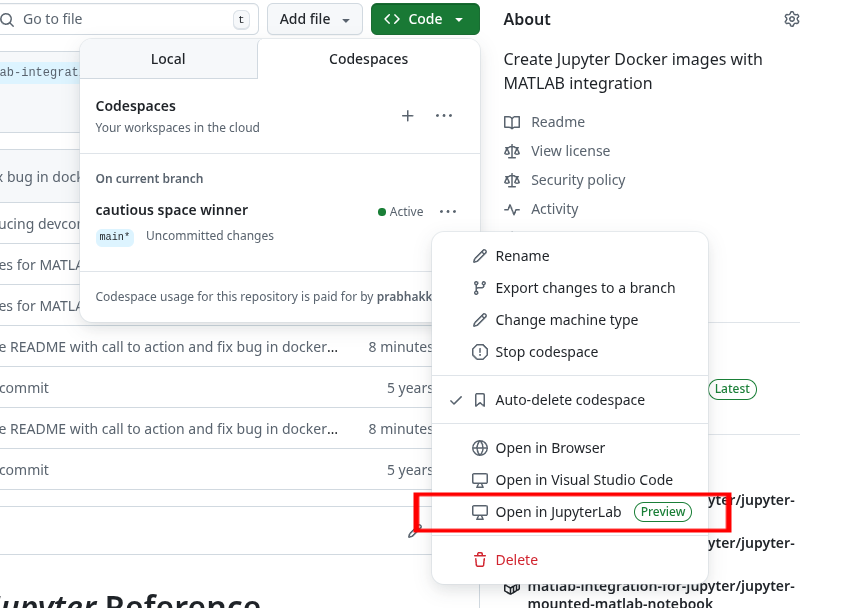 Go to file
t
Add file
Code
About
Local
Codespaces
Create Jupyter Docker images with
MATLAB integration
Codespaces
Your workspaces in the cloud
Readme
View license
Security policy
Activity
On current branch
cautious space winner
Active
main*
Uncommitted changes
Codespace usage for this repository is paid for by prabhakk
Rename
Export changes to a branch
Change machine type
Stop codespace
Auto-delete codespace
Open in Browser
Open in Visual Studio Code
Open in JupyterLab
Preview
Delete
Latest
ab-integrat
x bug in dock
ucing devcon
es for MATLA
es for MATLA
e README with call to action and fix bug in docker...
8 minutes
commit
5 years
e README with call to action and fix bug in docker...
8 minutes
commit
5 years
yter/jupyter-
yter/jupyter-
matlab-integration-for-jupyter/jupyter-
mounted-matlab-notebook
Jupyter Reference